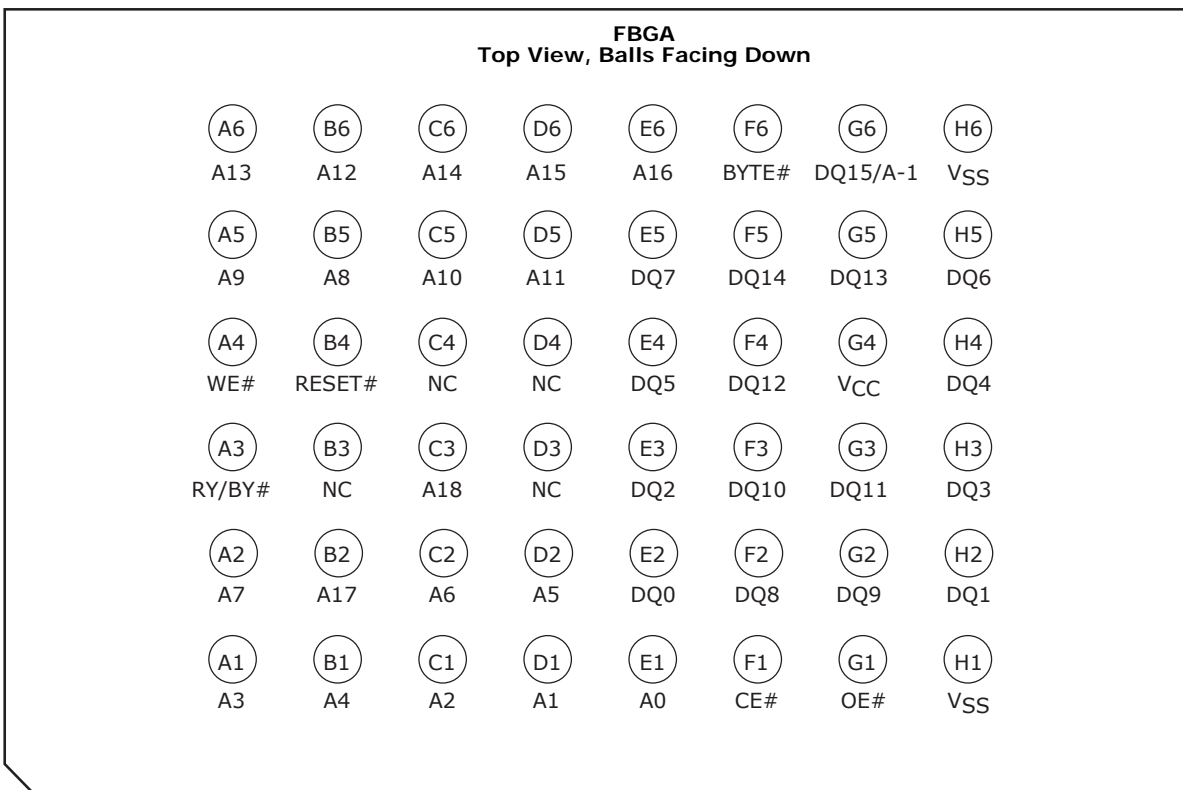 FBGA
Top View, Balls Facing Down
A6 B6 C6 D6 E6 F6 G6 H6
A13 A12 A14 A15 A16 BYTE# DQ15/A-1 VSS
A5 B5 C5 D5 E5 F5 G5 H5
A9 A8 A10 A11 DQ7 DQ14 DQ13 DQ6
A4 B4 C4 D4 E4 F4 G4 H4
WE# RESET# NC NC DQ5 DQ12 VCC DQ4
A3 B3 C3 D3 E3 F3 G3 H3
RY/BY# NC A18 NC DQ2 DQ10 DQ11 DQ3
A2 B2 C2 D2 E2 F2 G2 H2
A7 A17 A6 A5 DQ0 DQ8 DQ9 DQ1
A1 B1 C1 D1 E1 F1 G1 H1
A3 A4 A2 A1 A0 CE# OE# VSS